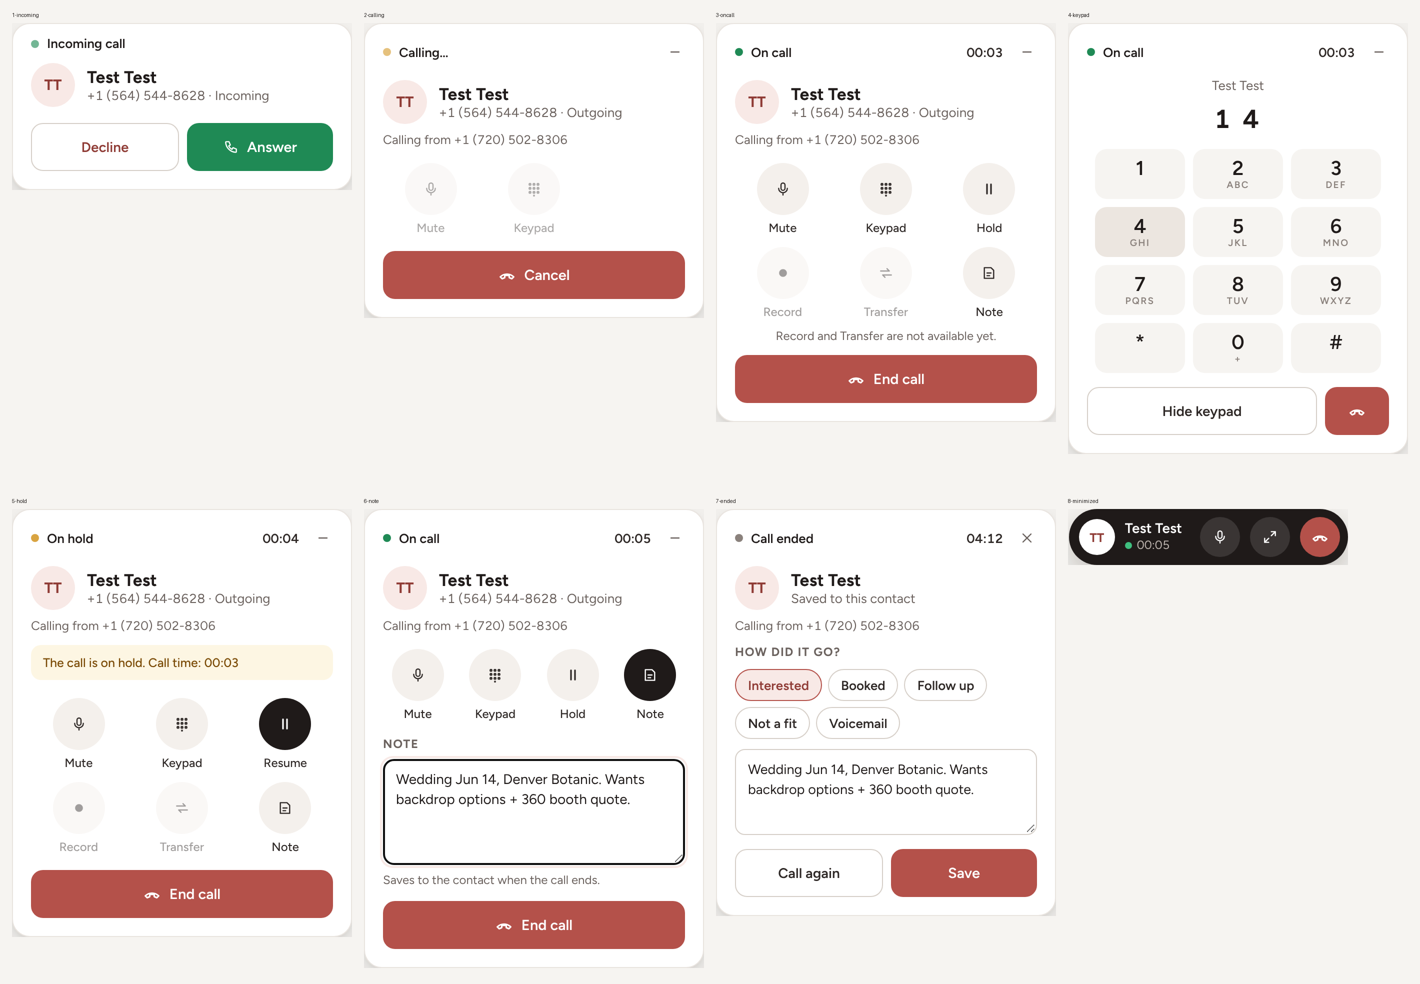 1-incoming
Incoming call
TT
Test Test
+1 (564) 544-8628 · Incoming
Decline
Answer
2-calling
Calling...
TT
Test Test
+1 (564) 544-8628 · Outgoing
Calling from +1 (720) 502-8306
Mute
Keypad
Cancel
3-oncall
On call
00:03
TT
Test Test
+1 (564) 544-8628 · Outgoing
Calling from +1 (720) 502-8306
Mute
Keypad
Hold
Record
Transfer
Note
Record and Transfer are not available yet.
End call
4-keypad
On call
00:03
Test Test
1 4
1
2
3
ABC
DEF
4
5
6
GHI
JKL
MNO
7
8
9
PQRS
TUV
WXYZ
*
0
#
+
Hide keypad
5-hold
On hold
00:04
TT
Test Test
+1 (564) 544-8628 · Outgoing
Calling from +1 (720) 502-8306
The call is on hold. Call time: 00:03
Mute
Keypad
Resume
Record
Transfer
Note
End call
6-note
On call
00:05
TT
Test Test
+1 (564) 544-8628 · Outgoing
Calling from +1 (720) 502-8306
Mute
Keypad
Hold
Note
NOTE
Wedding Jun 14, Denver Botanic. Wants
backdrop options + 360 booth quote.
Saves to the contact when the call ends.
End call
7-ended
Call ended
04:12
TT
Test Test
Saved to this contact
Calling from +1 (720) 502-8306
HOW DID IT GO?
Interested
Booked
Follow up
Not a fit
Voicemail
Wedding Jun 14, Denver Botanic. Wants
backdrop options + 360 booth quote.
Call again
Save
8-minimized
TT
Test Test
00:05